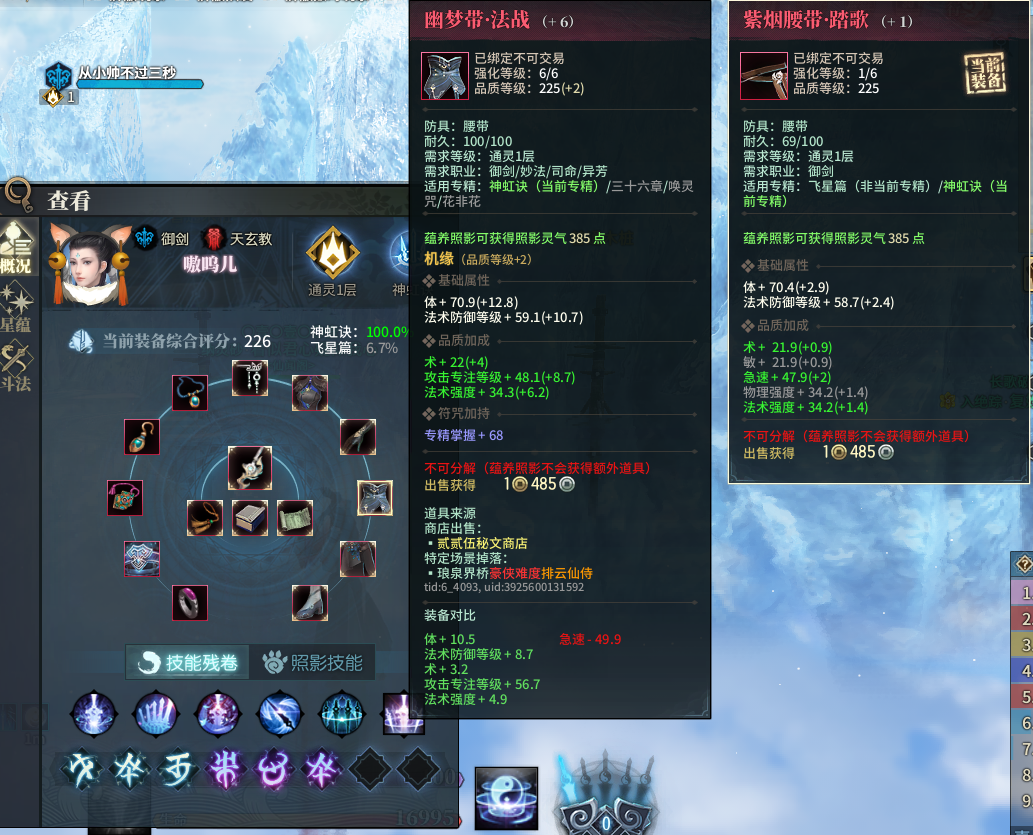 从小帅不过三秒
1
查看
概况
星蕴
斗法
御剑
天玄教
嗷呜儿
通灵1层
当前装备综合评分：226
神虹诀：100.0%
飞星篇：6.7%
技能残卷
照影技能
16995
0
幽梦带·法战（+6）
已绑定不可交易
强化等级：6/6
品质等级：225(+2)
防具：腰带
耐久：100/100
需求等级：通灵1层
需求职业：御剑/妙法/司命/异芳
适用专精：神虹诀（当前专精）/三十六章/唤灵
咒/花非花
蕴养照影可获得照影灵气 385 点
机缘（品质等级+2）
基础属性
体 + 70.9(+12.8)
法术防御等级 + 59.1(+10.7)
品质加成
术 + 22(+4)
攻击专注等级 + 48.1(+8.7)
法术强度 + 34.3(+6.2)
符咒加持
专精掌握 + 68
不可分解（蕴养照影不会获得额外道具）
出售获得 1 485
道具来源
商店出售：
▪贰贰伍秘文商店
特定场景掉落：
▪琅泉界桥豪侠难度排云仙侍
tid:6_4093, uid:3925600131592
装备对比
体 + 10.5 急速 - 49.9
法术防御等级 + 8.7
术 + 3.2
攻击专注等级 + 56.7
法术强度 + 4.9
紫烟腰带·踏歌（+1）
已绑定不可交易
强化等级：1/6
品质等级：225
当前
装备
防具：腰带
耐久：69/100
需求等级：通灵1层
需求职业：御剑
适用专精：飞星篇（非当前专精）/神虹诀（当
前专精）
蕴养照影可获得照影灵气 385 点
基础属性
体 + 70.4(+2.9)
法术防御等级 + 58.7(+2.4)
品质加成
术 + 21.9(+0.9)
敏 + 21.9(+0.9)
急速 + 47.9(+2)
物理强度 + 34.2(+1.4)
法术强度 + 34.2(+1.4)
不可分解（蕴养照影不会获得额外道具）
出售获得 1 485
1
2
3
4
5
6
7
8
9